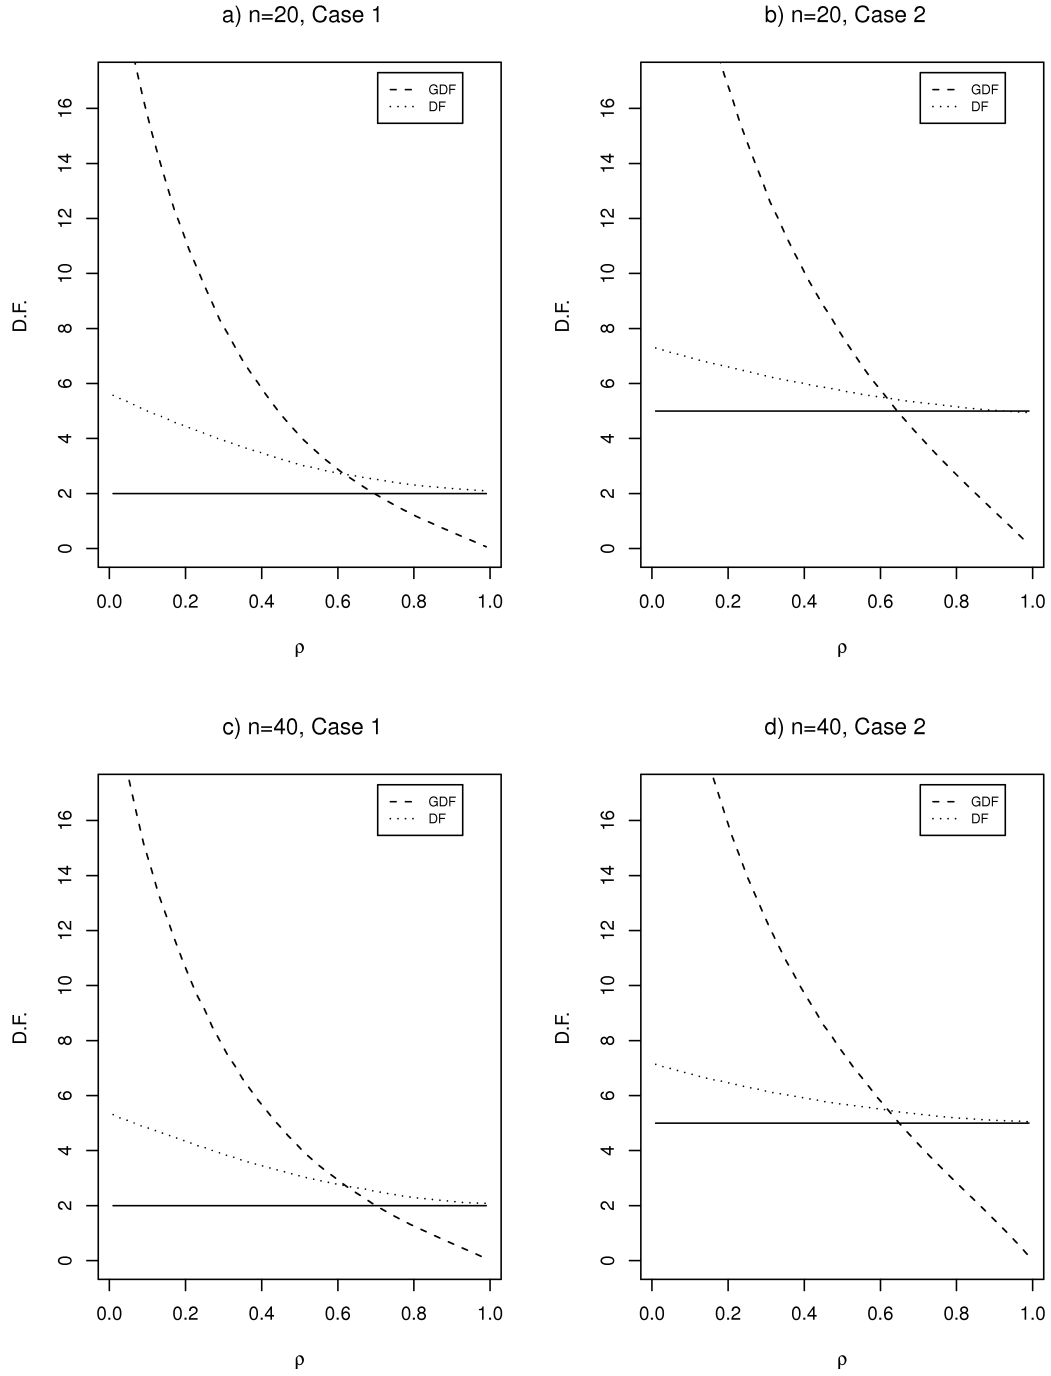 a) n=20, Case 1
GDF
DF
D.F.
0 2 4 6 8 10 12 14 16
0.0 0.2 0.4 0.6 0.8 1.0
ρ
b) n=20, Case 2
GDF
DF
D.F.
0 2 4 6 8 10 12 14 16
0.0 0.2 0.4 0.6 0.8 1.0
ρ
c) n=40, Case 1
GDF
DF
D.F.
0 2 4 6 8 10 12 14 16
0.0 0.2 0.4 0.6 0.8 1.0
ρ
d) n=40, Case 2
GDF
DF
D.F.
0 2 4 6 8 10 12 14 16
0.0 0.2 0.4 0.6 0.8 1.0
ρ